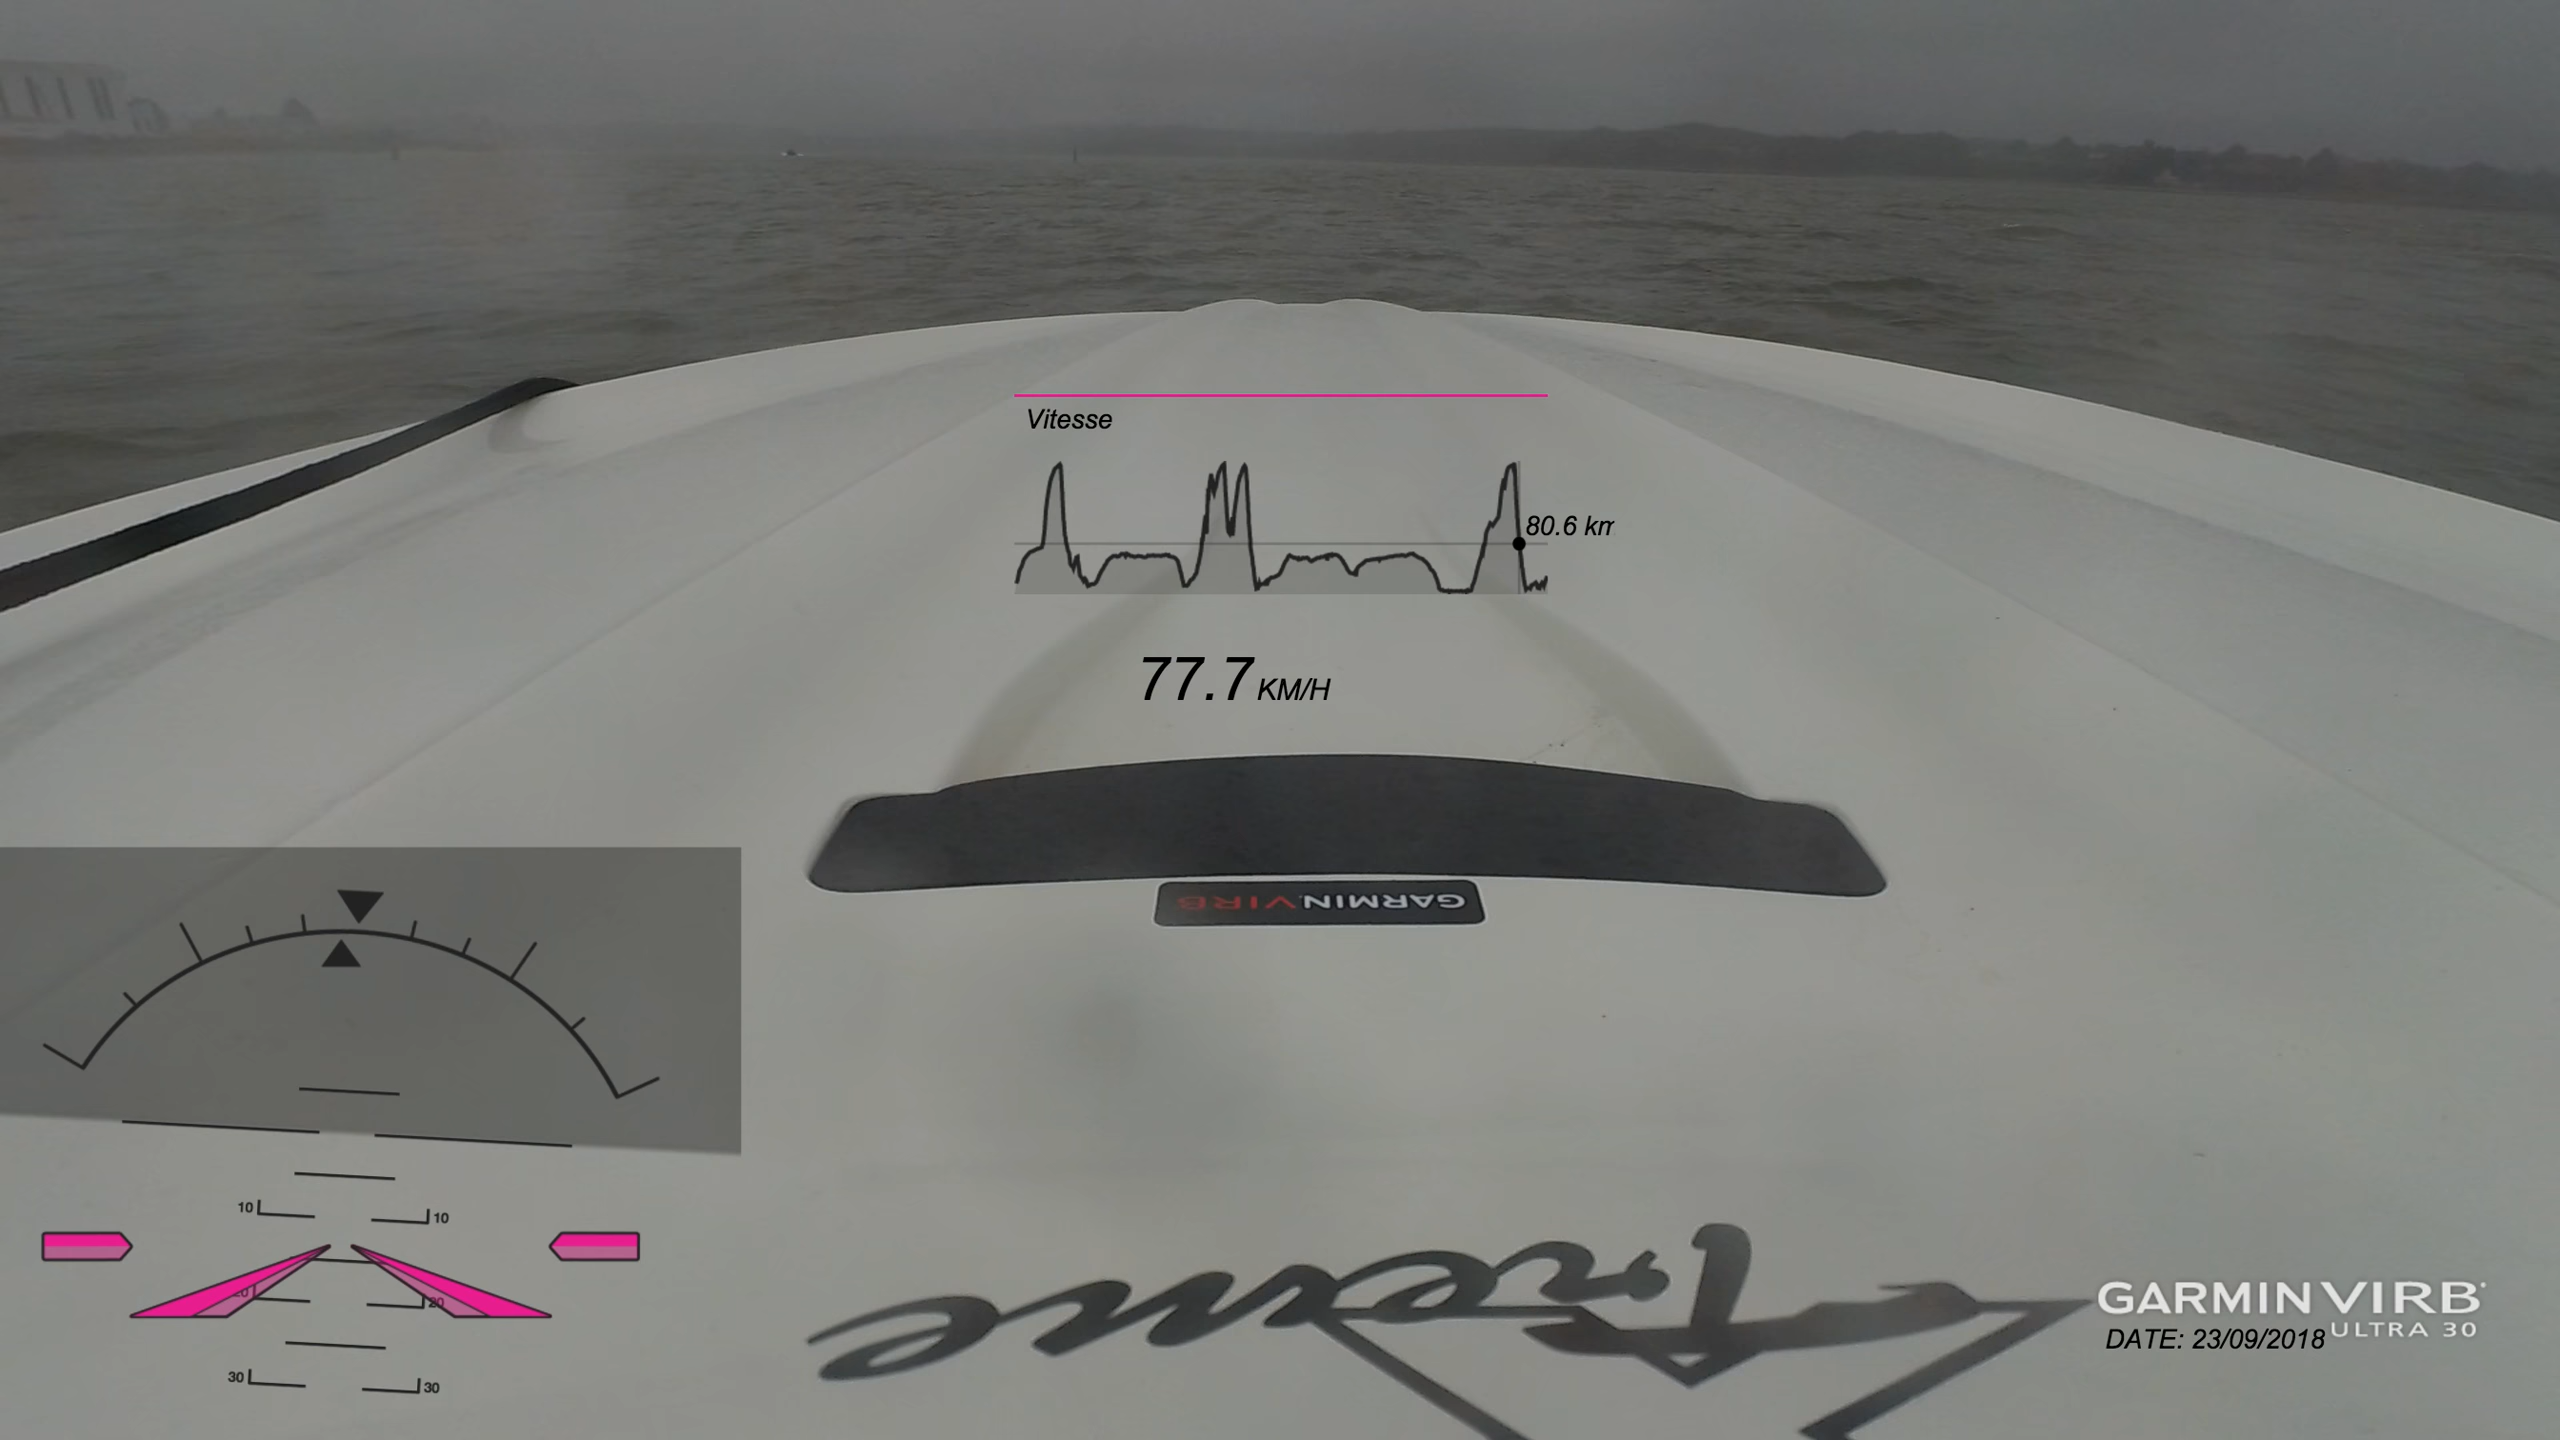 Vitesse
80.6 km
77.7 KM/H
GARMIN VIRB
10 10
20 20
30 30
GARMIN VIRB
ULTRA 30
DATE: 23/09/2018